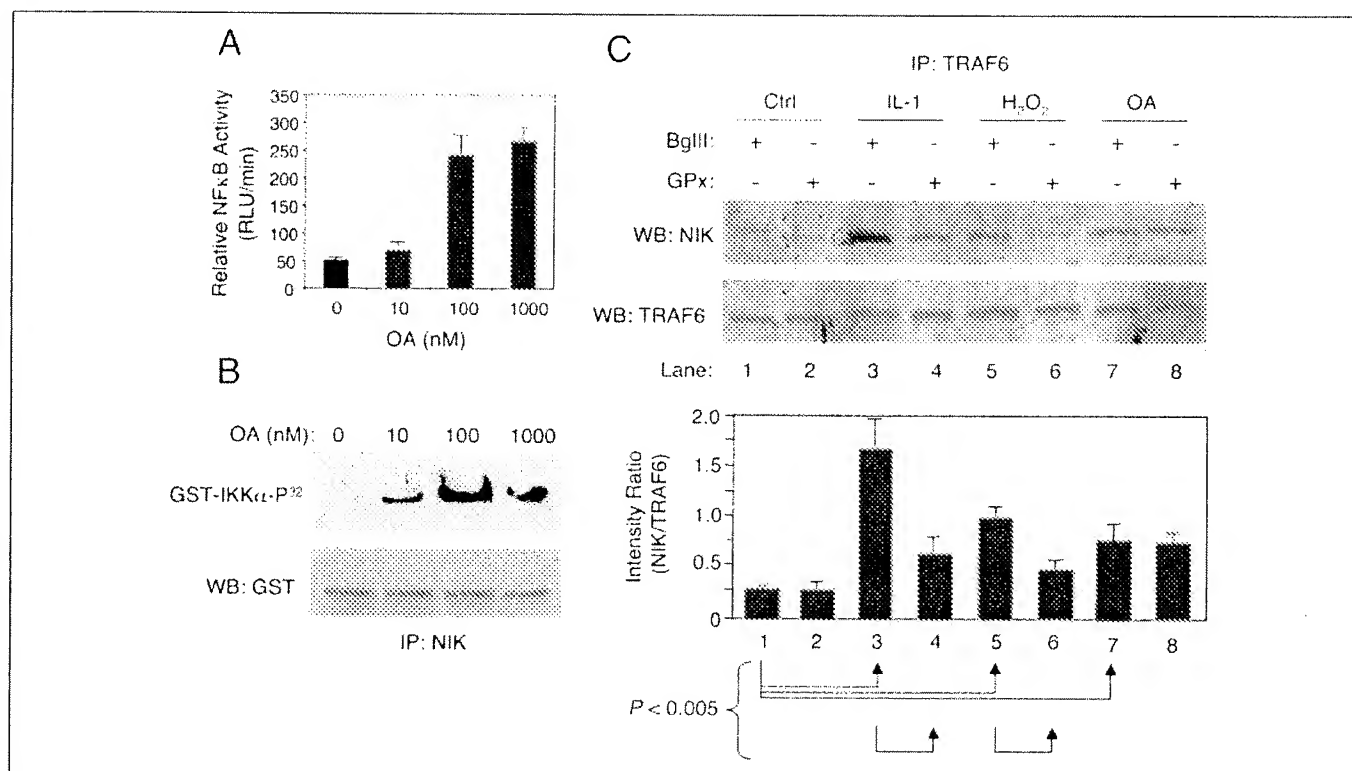 A
Relative NFκB Activity
(RLU/min)
350
300
250
200
150
100
50
0
0 10 100 1000
OA (nM)
B
OA (nM): 0 10 100 1000
GST-IKKα-P³²
WB: GST
IP: NIK
C
IP: TRAF6
Ctrl IL-1 H₂O₂ OA
BglII: + - + - + - + -
GPx: - + - + - + - +
WB: NIK
WB: TRAF6
Lane: 1 2 3 4 5 6 7 8
Intensity Ratio
(NIK/TRAF6)
2.0
1.5
1.0
0.5
0
1 2 3 4 5 6 7 8
P < 0.005